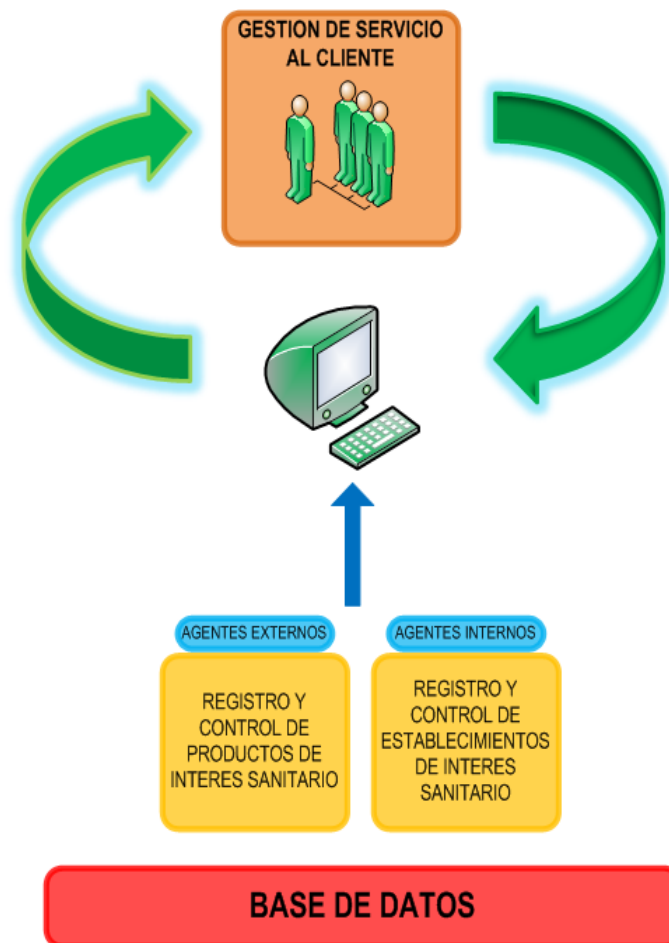 GESTION DE SERVICIO
AL CLIENTE
AGENTES EXTERNOS
REGISTRO Y
CONTROL DE
PRODUCTOS DE
INTERES SANITARIO
AGENTES INTERNOS
REGISTRO Y
CONTROL DE
ESTABLECIMIENTOS
DE INTERES
SANITARIO
BASE DE DATOS